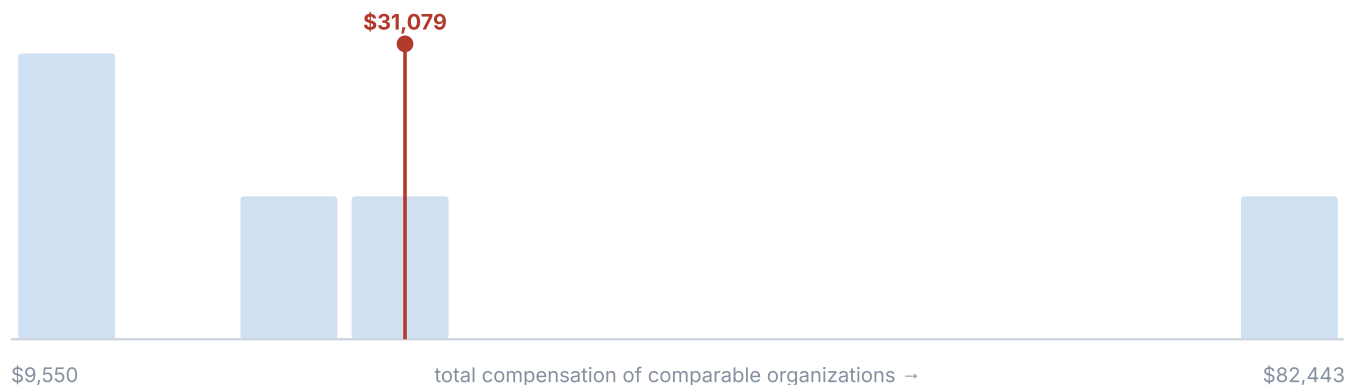 $31,079
$9,550
total compensation of comparable organizations →
$82,443